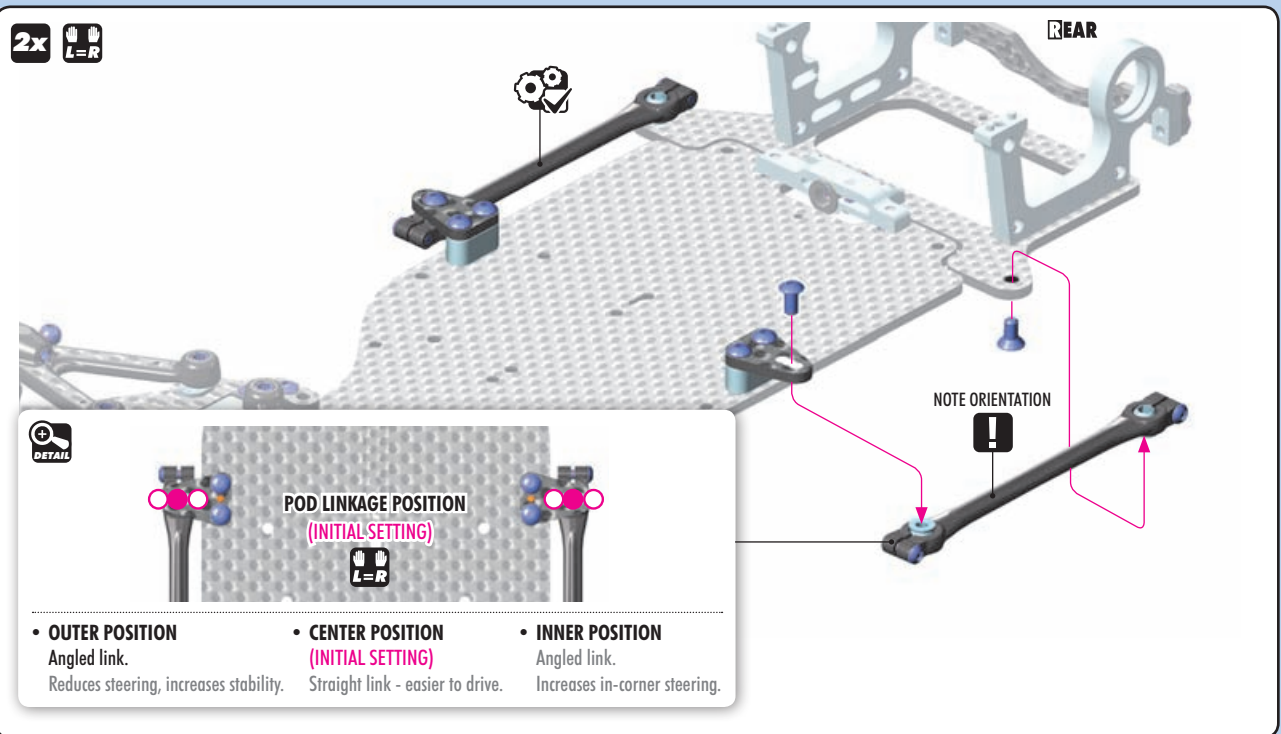 2x
L=R
REAR
NOTE ORIENTATION
!
DETAIL
POD LINKAGE POSITION
(INITIAL SETTING)
L=R
• OUTER POSITION
Angled link.
Reduces steering, increases stability.
• CENTER POSITION
(INITIAL SETTING)
Straight link - easier to drive.
• INNER POSITION
Angled link.
Increases in-corner steering.